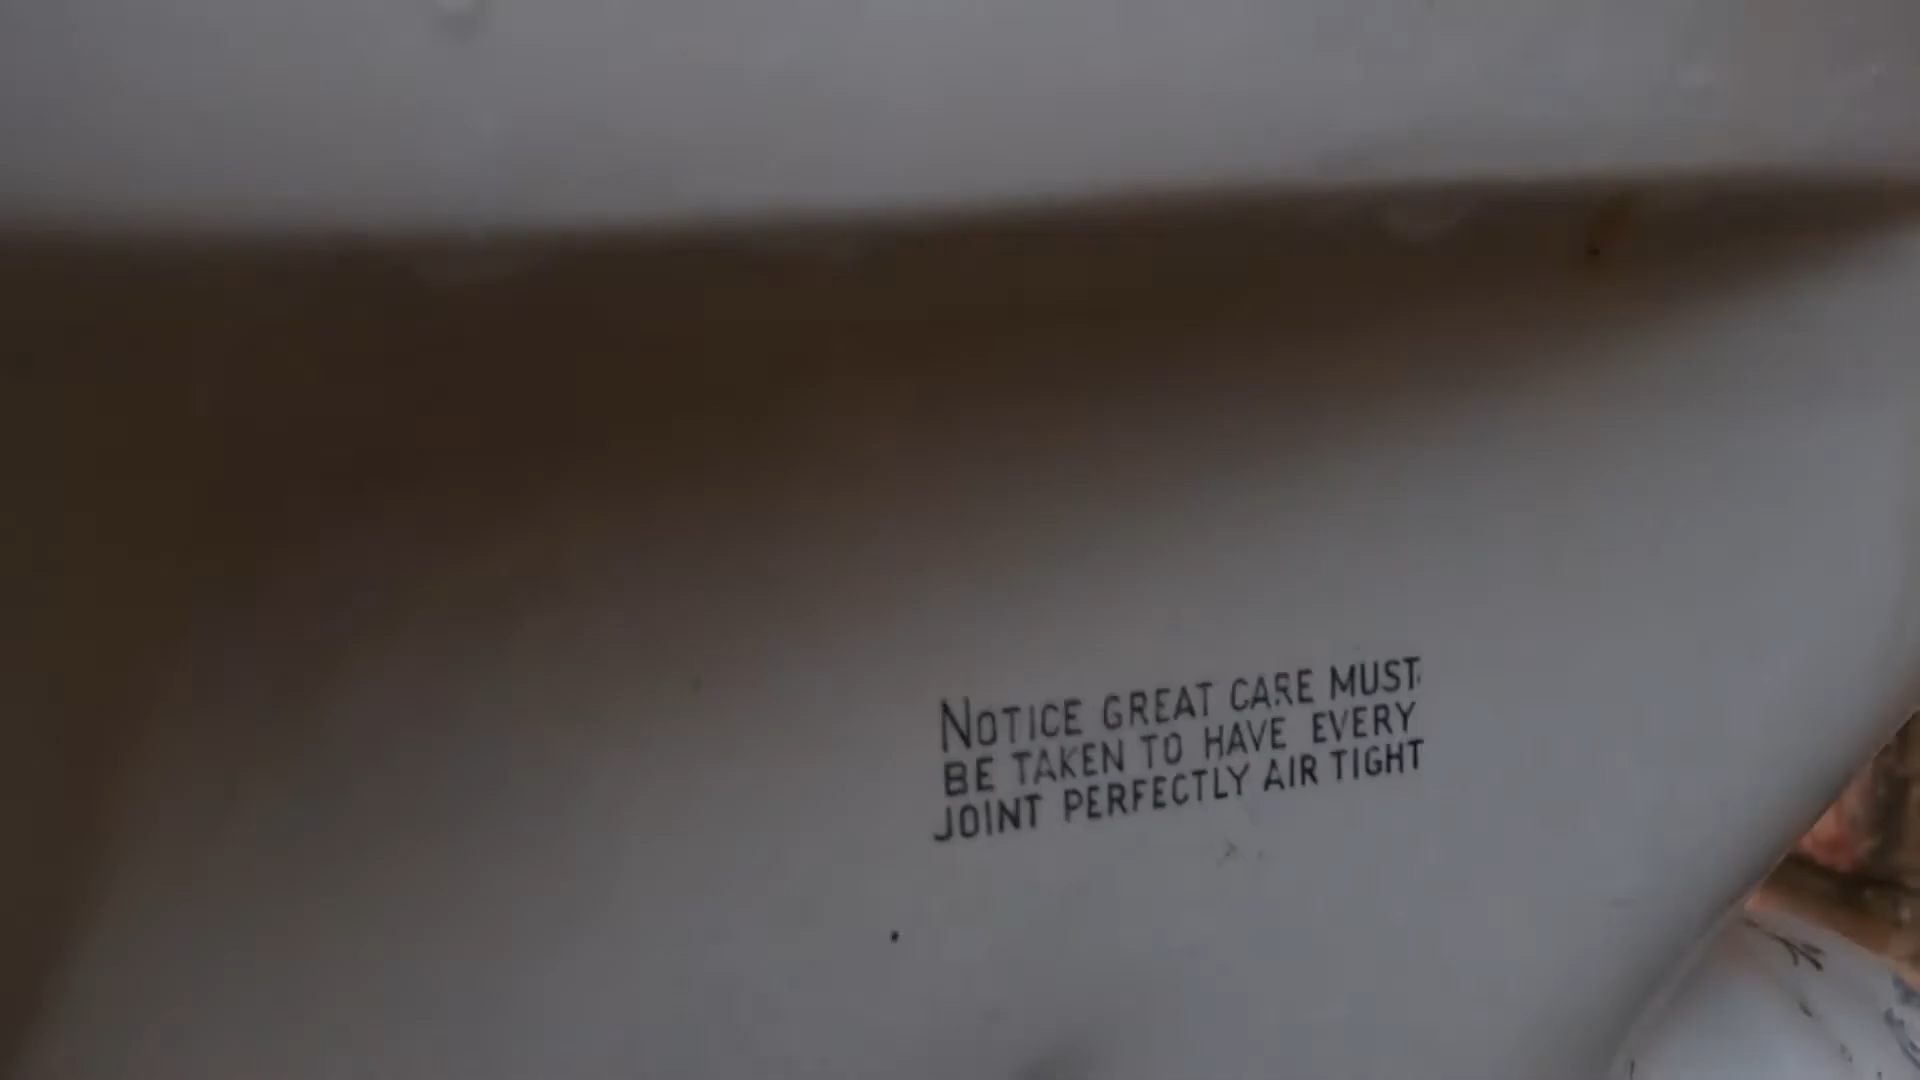 NOTICE GREAT CARE MUST
BE TAKEN TO HAVE EVERY
JOINT PERFECTLY AIR TIGHT